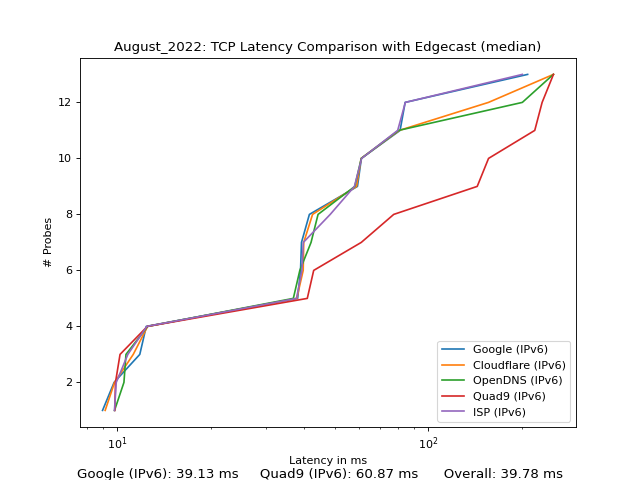 August_2022: TCP Latency Comparison with Edgecast (median)
# Probes
12
10
8
6
4
2
Google (IPv6)
Cloudflare (IPv6)
OpenDNS (IPv6)
Quad9 (IPv6)
ISP (IPv6)
10¹ 10²
Latency in ms
Google (IPv6): 39.13 ms Quad9 (IPv6): 60.87 ms Overall: 39.78 ms